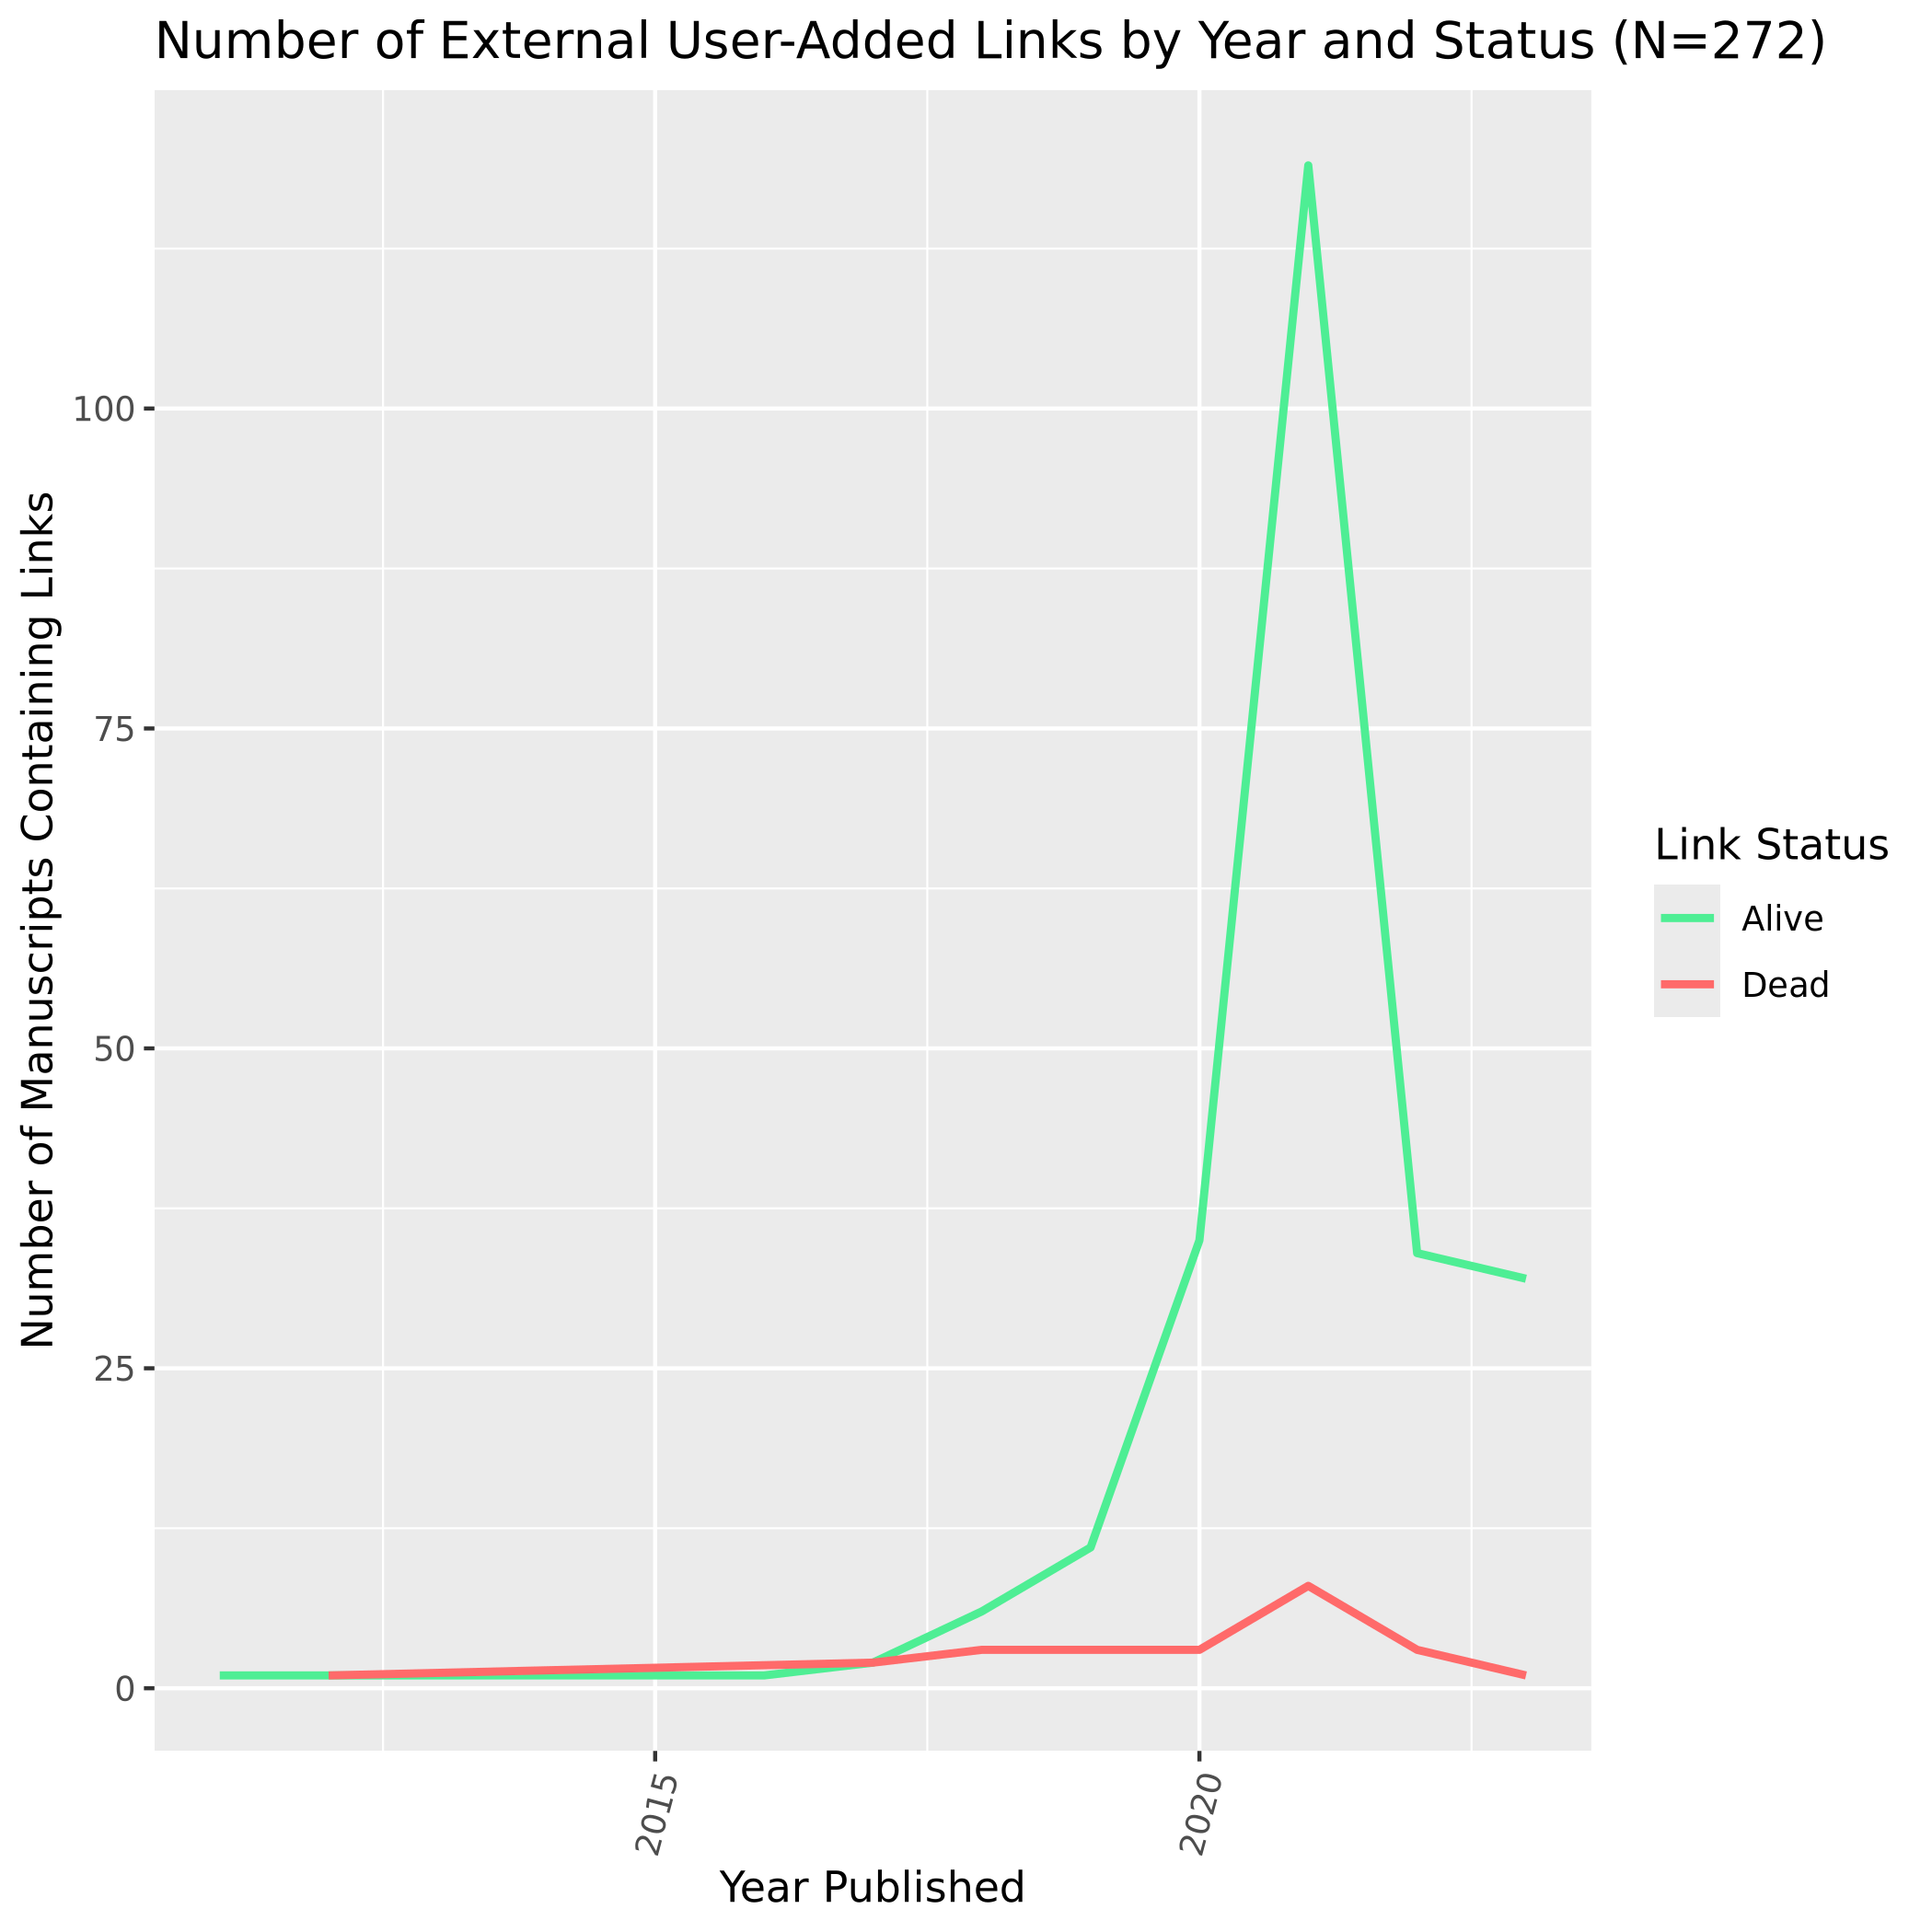 Number of External User-Added Links by Year and Status (N=272)
Number of Manuscripts Containing Links
100
75
50
25
0
2015
2020
Year Published
Link Status
Alive
Dead